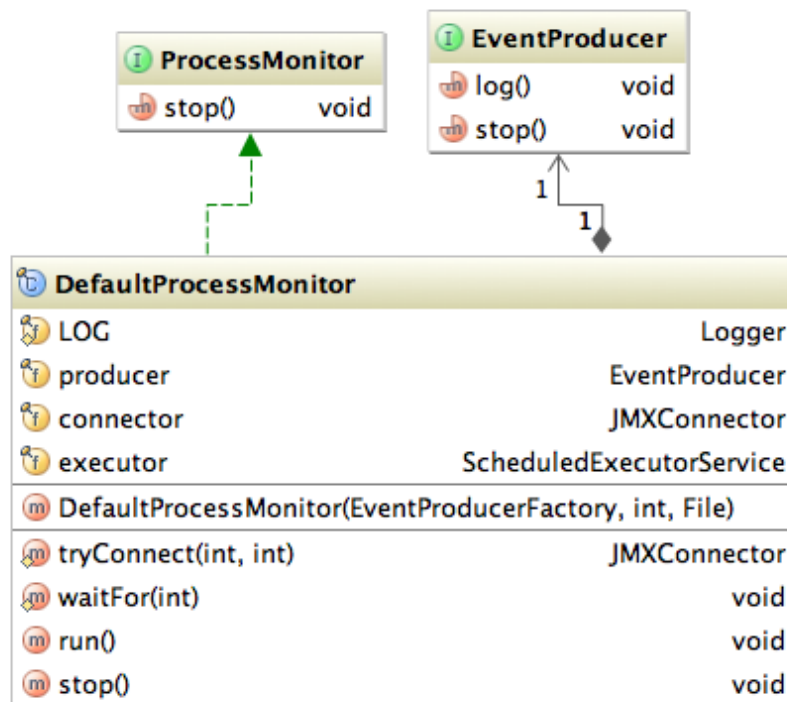 ProcessMonitor
stop() void
EventProducer
log() void
stop() void
1
1
DefaultProcessMonitor
LOG Logger
producer EventProducer
connector JMXConnector
executor ScheduledExecutorService
DefaultProcessMonitor(EventProducerFactory, int, File)
tryConnect(int, int) JMXConnector
waitFor(int) void
run() void
stop() void